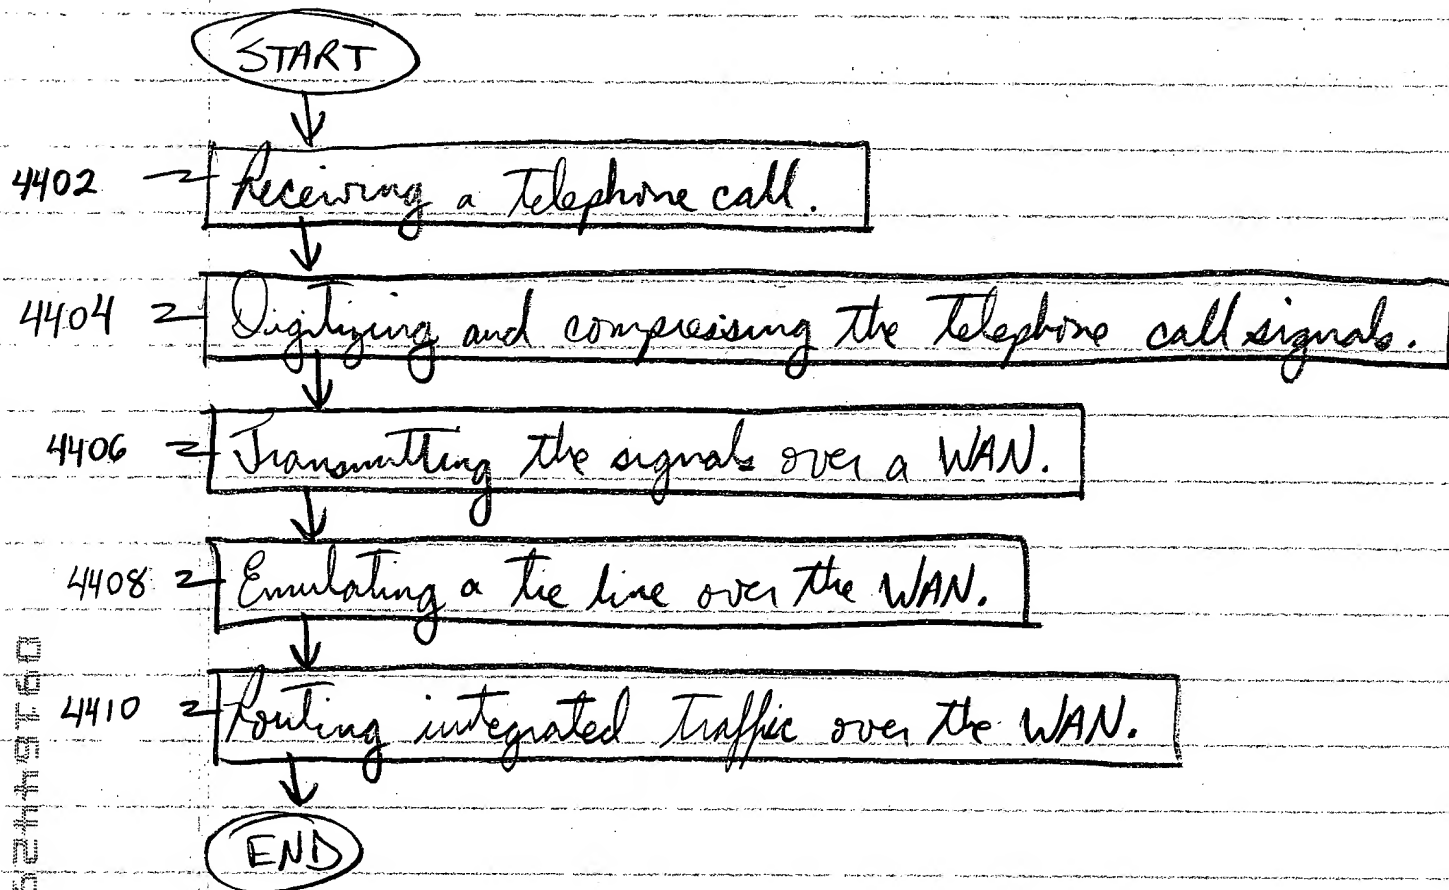 START
4402 Receiving a telephone call.
4404 Digitizing and compressing the telephone call signals.
4406 Transmitting the signals over a WAN.
4408 Emulating a tie line over the WAN.
4410 Routing integrated traffic over the WAN.
END